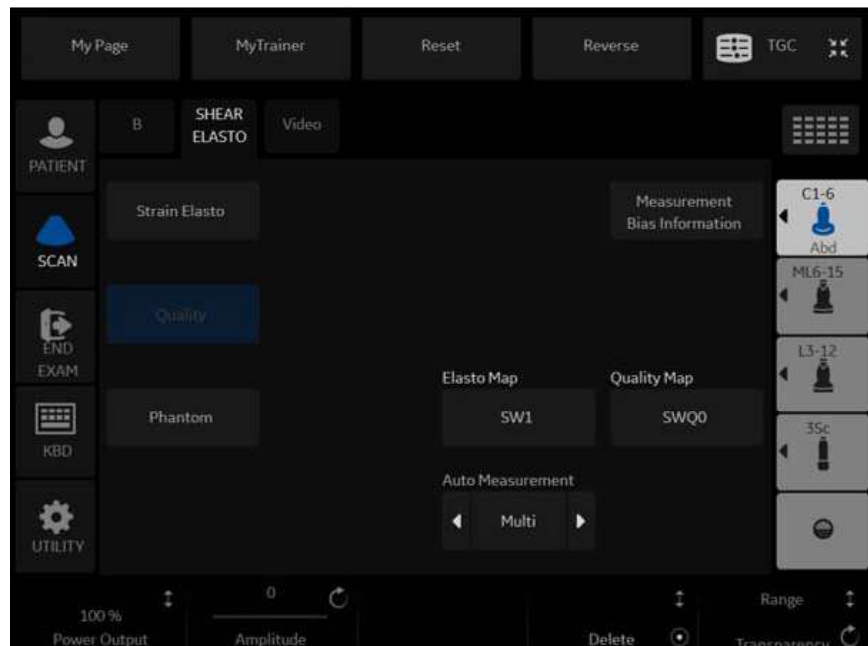 My Page
MyTrainer
Reset
Reverse
TGC
PATIENT
SCAN
END
EXAM
KBD
UTILITY
B
SHEAR
ELASTO
Video
Strain Elasto
Measurement
Bias Information
Quality
Phantom
Elasto Map
SW1
Quality Map
SWQ0
Auto Measurement
Multi
C1-6
Abd
ML6-15
L3-12
3Sc
100 %
Power Output
0
Amplitude
Delete
Range
Transparency